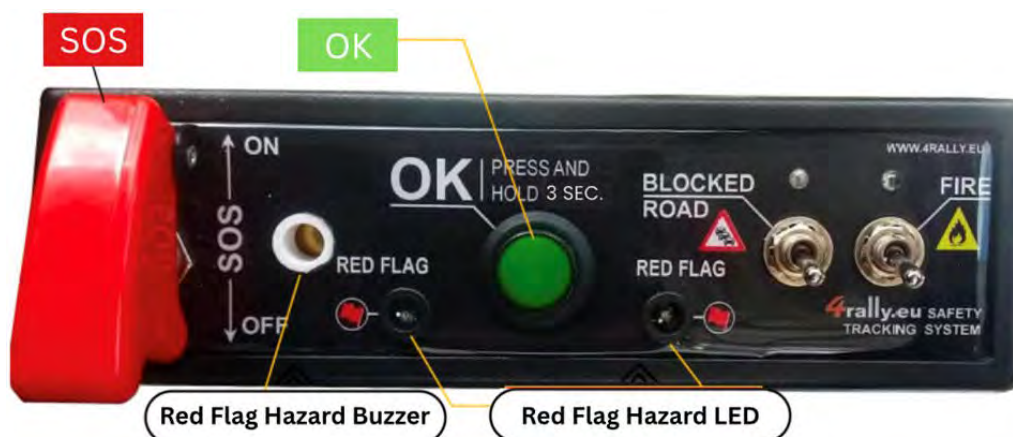 SOS
OK
ON
SOS
OFF
OK
PRESS AND
HOLD 3 SEC.
RED FLAG
BLOCKED
ROAD
RED FLAG
WWW.4RALLY.EU
FIRE
4rally.eu SAFETY
TRACKING SYSTEM
Red Flag Hazard Buzzer
Red Flag Hazard LED